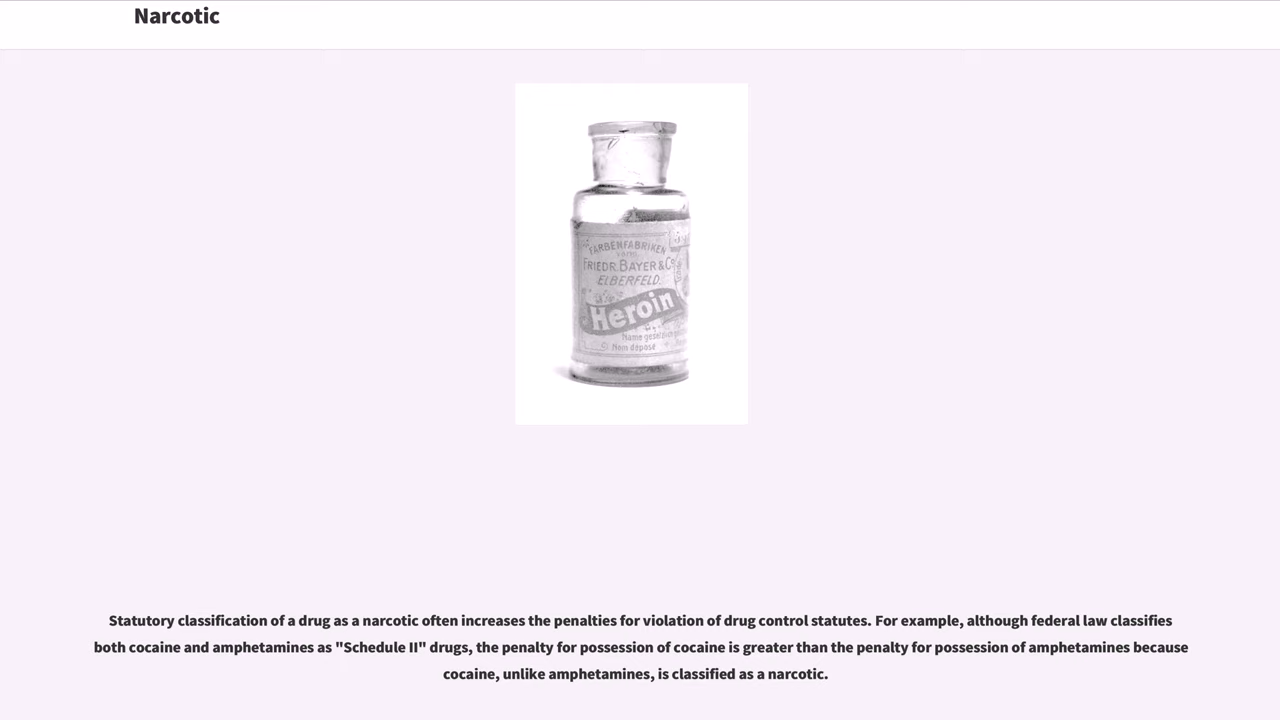 Narcotic
FARBENFABRIKEN
FRIEDR. BAYER & Co.
ELBERFELD.
Heroin
Nom déposé
Statutory classification of a drug as a narcotic often increases the penalties for violation of drug control statutes. For example, although federal law classifies
both cocaine and amphetamines as "Schedule II" drugs, the penalty for possession of cocaine is greater than the penalty for possession of amphetamines because
cocaine, unlike amphetamines, is classified as a narcotic.